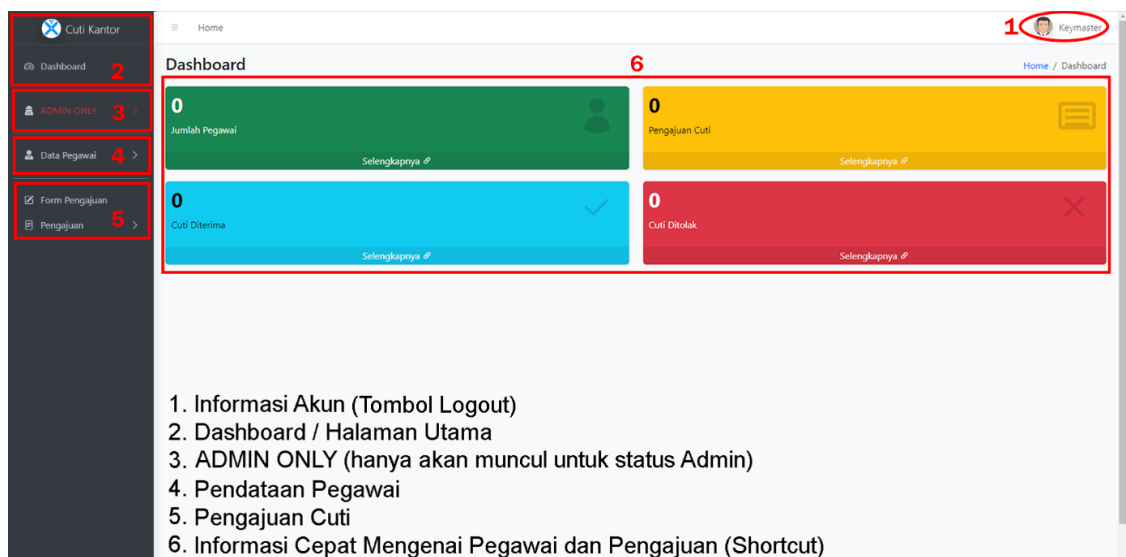 Cuti Kantor
Home
1
Keymaster
Dashboard
2
Dashboard
6
Home / Dashboard
ADMIN ONLY
3
0
Jumlah Pegawai
Selengkapnya
0
Pengajuan Cuti
Selengkapnya
Data Pegawai
4
Form Pengajuan
Pengajuan
5
0
Cuti Diterima
Selengkapnya
0
Cuti Ditolak
Selengkapnya
1. Informasi Akun (Tombol Logout)
2. Dashboard / Halaman Utama
3. ADMIN ONLY (hanya akan muncul untuk status Admin)
4. Pendataan Pegawai
5. Pengajuan Cuti
6. Informasi Cepat Mengenai Pegawai dan Pengajuan (Shortcut)